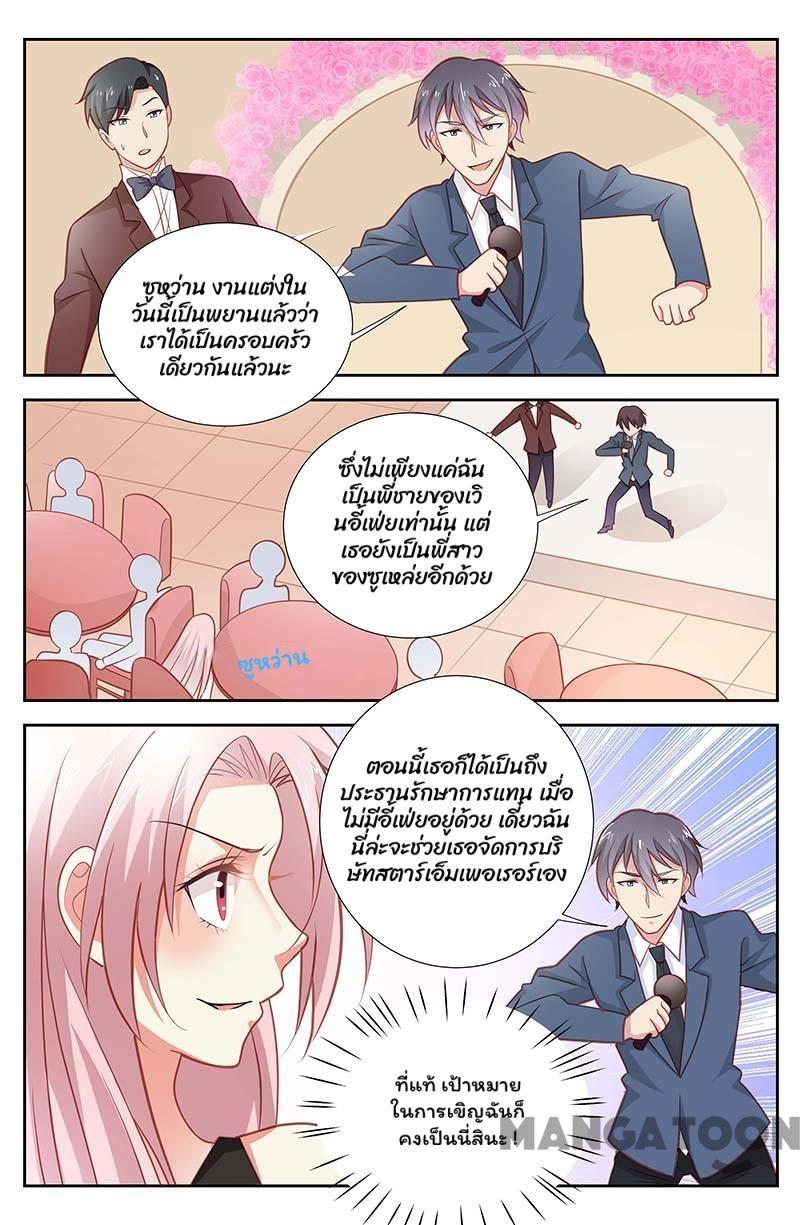 ซูหว่าน งานแต่งใน
วันนี้เป็นพยานแล้วว่า
เราได้เป็นครอบครัว
เดียวกันแล้วนะ
ซึ่งไม่เพียงแค่ฉัน
เป็นพี่ชายของเวิ
นอี้เฟยเท่านั้น แต่
เธอยังเป็นพี่สาว
ของซูเหล่ยอีกด้วย
ซูหว่าน
ตอนนี้เธอก็ได้เป็นถึง
ประธานรักษาการแทน เมื่อ
ไม่มีอี้เฟยอยู่ด้วย เดี๋ยวฉัน
นี่ล่ะจะช่วยเธอจัดการบริ
ษัทสตาร์เอ็มเพอเรอร์เอง
ที่แท้ เป้าหมาย
ในการเชิญฉันก็
คงเป็นนี่สินะ !
MANGATOON